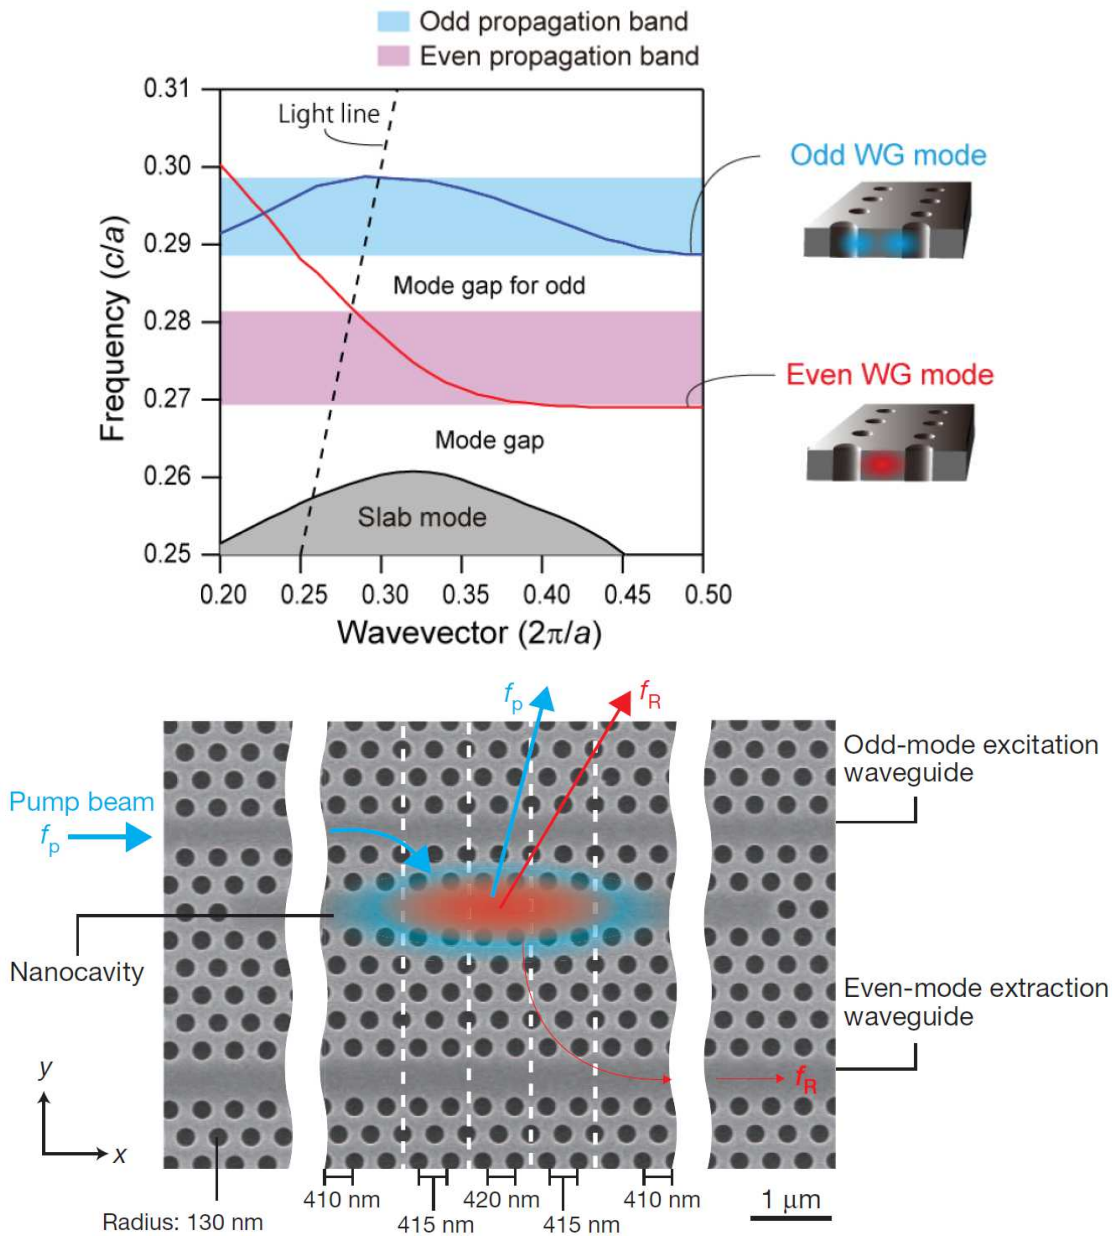 Odd propagation band
Even propagation band
0.31
0.30
0.29
0.28
0.27
0.26
0.25
Frequency (c/a)
Light line
Mode gap for odd
Mode gap
Slab mode
Odd WG mode
Even WG mode
0.20 0.25 0.30 0.35 0.40 0.45 0.50
Wavevector (2π/a)
fp
fR
Pump beam
fp
Odd-mode excitation
waveguide
Nanocavity
Even-mode extraction
waveguide
fR
y
x
Radius: 130 nm
410 nm
415 nm
420 nm
415 nm
410 nm
1 μm